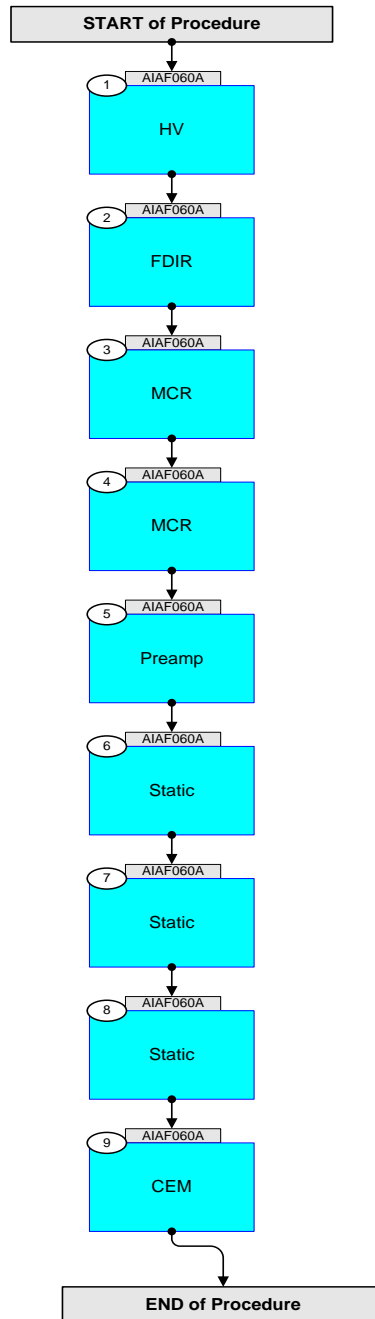 START of Procedure
AIAF060A
1
HV
AIAF060A
2
FDIR
AIAF060A
3
MCR
AIAF060A
4
MCR
AIAF060A
5
Preamp
AIAF060A
6
Static
AIAF060A
7
Static
AIAF060A
8
Static
AIAF060A
9
CEM
END of Procedure